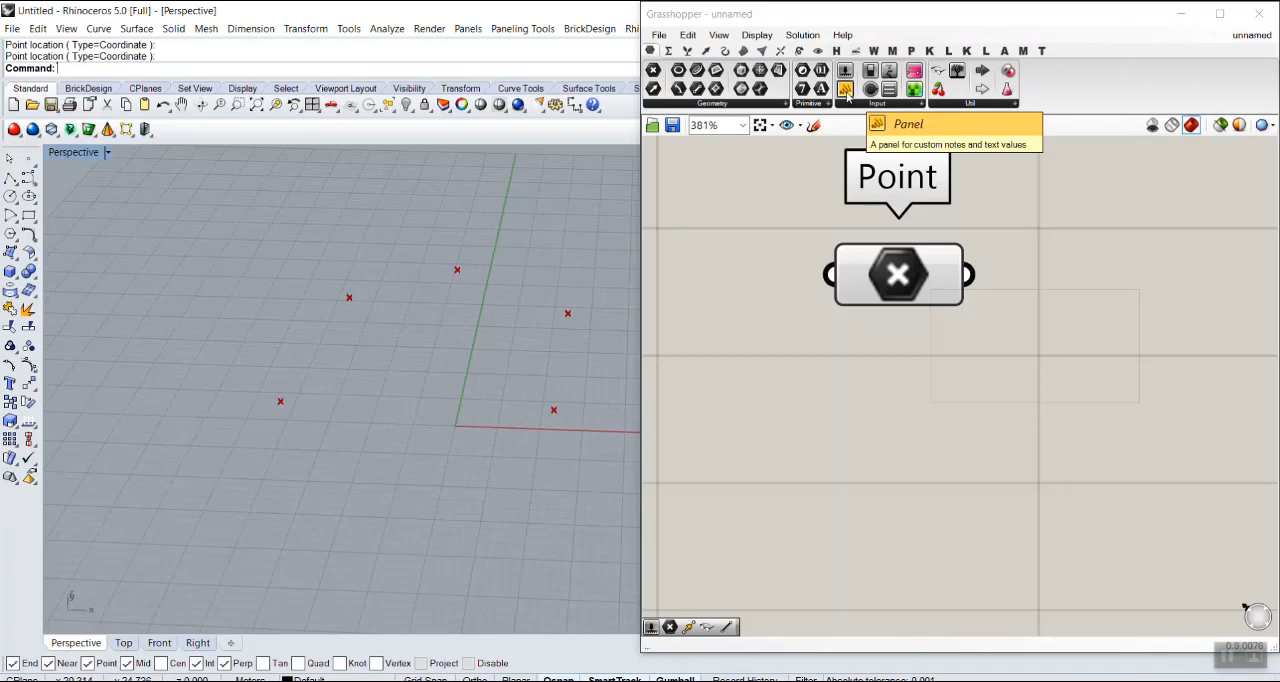 Untitled - Rhinoceros 5.0 [Full] - [Perspective]
File Edit View Curve Surface Solid Mesh Dimension Transform Tools Analyze Render Panels Paneling Tools BrickDesign
Point location ( Type=Coordinate ):
Point location ( Type=Coordinate ):
Command:
Standard BrickDesign CPlanes Set View Display Select Viewport Layout Visibility Transform Curve Tools Surface Tools
Perspective
x
Perspective Top Front Right
End Near Point Mid Cen Int Perp Tan Quad Knot Vertex Project Disable
CPlane x 20.314 y 24.736 z 0.000 Meters Default Grid Snap Ortho Planar Osnap SmartTrack Gumball Record History Filter Absolute tolerance: 0.001
Grasshopper - unnamed
File Edit View Display Solution Help unnamed
H W M P K L K L A M T
Geometry Primitive Input Util
381%
Panel
A panel for custom notes and text values
Point
...
0.9.0076